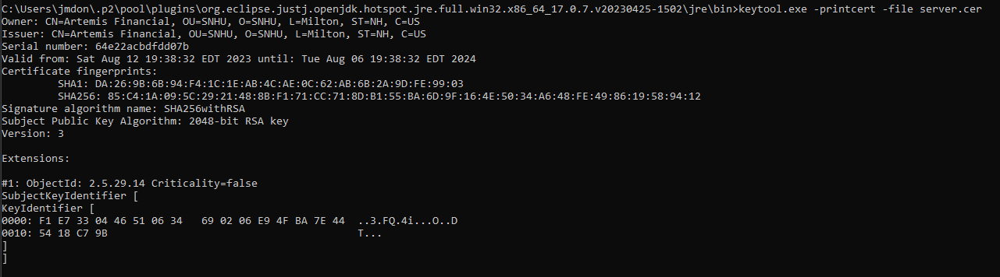 C:\Users\jmdon\.p2\pool\plugins\org.eclipse.justj.openjdk.hotspot.jre.full.win32.x86_64_17.0.7.v20230425-1502\jre\bin>keytool.exe -printcert -file server.cer
Owner: CN=Artemis Financial, OU=SNHU, O=SNHU, L=Milton, ST=NH, C=US
Issuer: CN=Artemis Financial, OU=SNHU, O=SNHU, L=Milton, ST=NH, C=US
Serial number: 64e22acbdfdd07b
Valid from: Sat Aug 12 19:38:32 EDT 2023 until: Tue Aug 06 19:38:32 EDT 2024
Certificate fingerprints:
         SHA1: DA:26:9B:6B:94:F4:1C:1E:AB:4C:AE:0C:62:AB:6B:2A:9D:FE:99:03
         SHA256: 85:C4:1A:09:5C:29:21:48:8B:F1:71:CC:71:8D:B1:55:BA:6D:9F:16:4E:50:34:A6:48:FE:49:86:19:58:94:12
Signature algorithm name: SHA256withRSA
Subject Public Key Algorithm: 2048-bit RSA key
Version: 3
Extensions:
#1: ObjectId: 2.5.29.14 Criticality=false
SubjectKeyIdentifier [
KeyIdentifier [
0000: F1 E7 33 04 46 51 06 34   69 02 06 E9 4F BA 7E 44  ..3.FQ.4i...O..D
0010: 54 18 C7 9B                                        T...
]
]